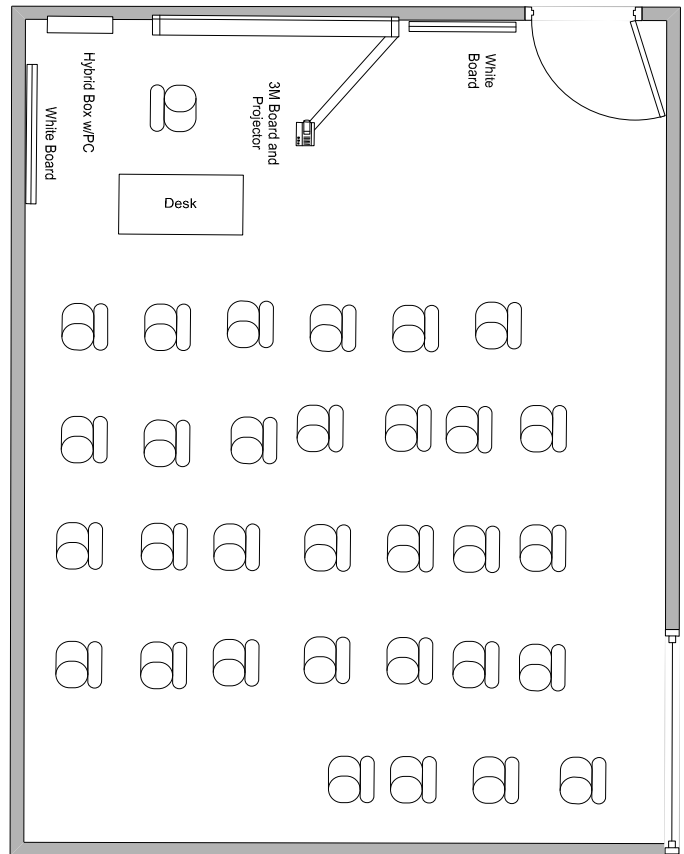 Hybrid Box w/PC
White Board
3M Board and
Projector
White
Board
Desk